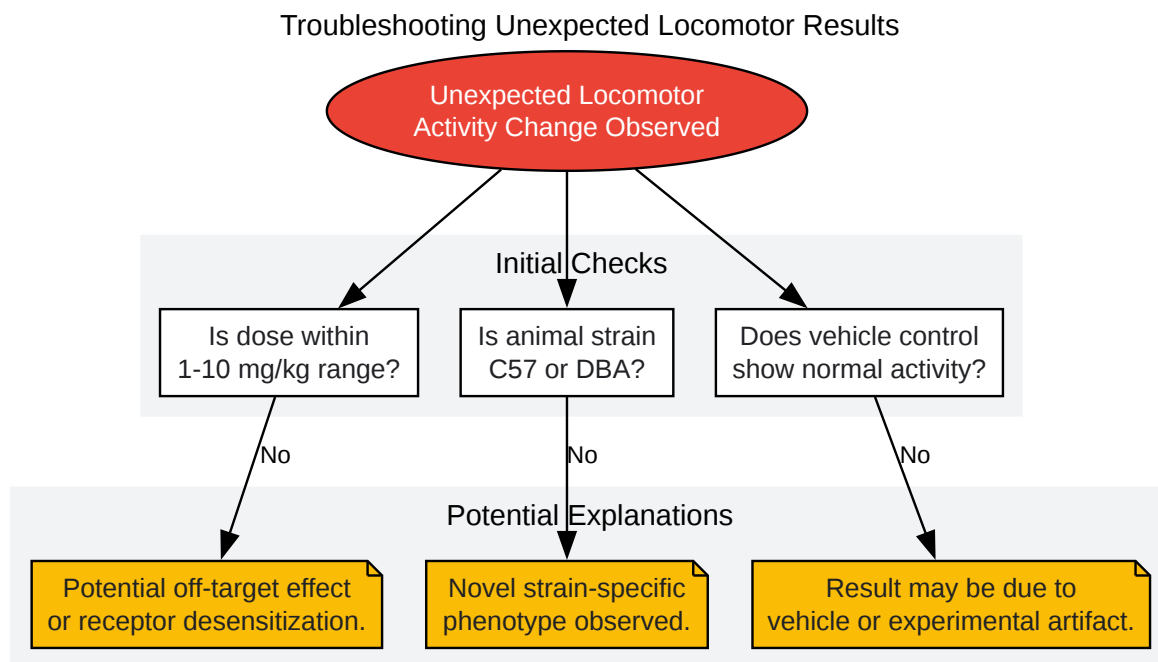 Troubleshooting Unexpected Locomotor Results
Unexpected Locomotor
Activity Change Observed
Initial Checks
Is dose within
1-10 mg/kg range?
Is animal strain
C57 or DBA?
Does vehicle control
show normal activity?
No
No
No
Potential Explanations
Potential off-target effect
or receptor desensitization.
Novel strain-specific
phenotype observed.
Result may be due to
vehicle or experimental artifact.